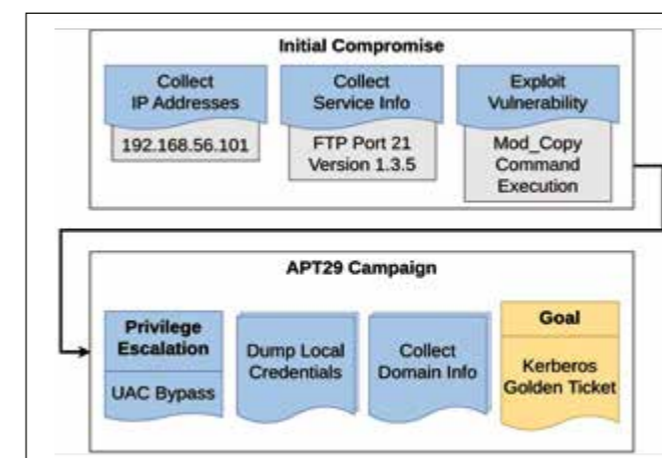 Initial Compromise
Collect
IP Addresses
192.168.56.101
Collect
Service Info
FTP Port 21
Version 1.3.5
Exploit
Vulnerability
Mod_Copy
Command
Execution
APT29 Campaign
Privilege
Escalation
UAC Bypass
Dump Local
Credentials
Collect
Domain Info
Goal
Kerberos
Golden Ticket